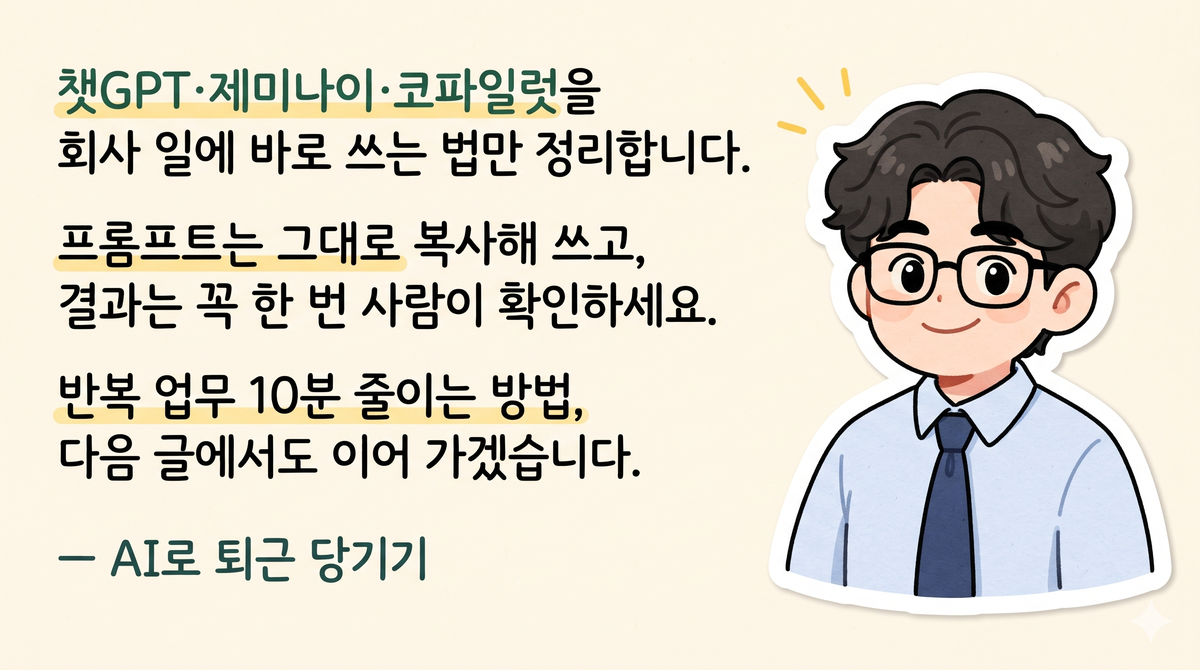 챗GPT·제미나이·코파일럿을
회사 일에 바로 쓰는 법만 정리합니다.
프롬프트는 그대로 복사해 쓰고,
결과는 꼭 한 번 사람이 확인하세요.
반복 업무 10분 줄이는 방법,
다음 글에서도 이어 가겠습니다.
— AI로 퇴근 당기기